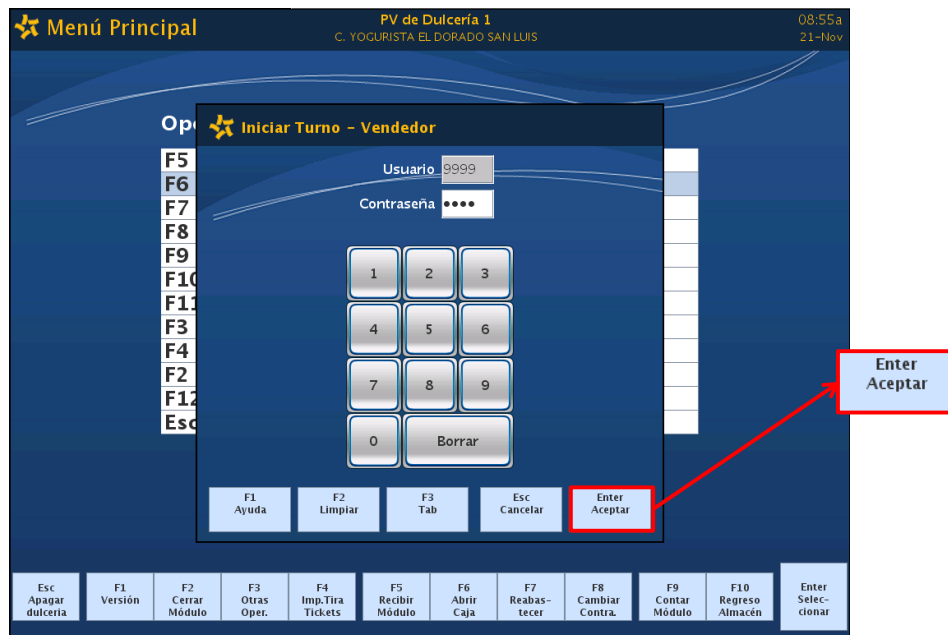 Menú Principal
PV de Dulcería 1
C. YOGURISTA EL DORADO SAN LUIS
08:55a
21-Nov
Iniciar Turno - Vendedor
Usuario 9999
Contraseña ••••
F5
F6
F7
F8
F9
F10
F11
F3
F4
F2
F12
Esc
1 2 3
4 5 6
7 8 9
0 Borrar
F1
Ayuda
F2
Limpiar
F3
Tab
Esc
Cancelar
Enter
Aceptar
Enter
Aceptar
Esc
Apagar
dulcería
F1
Versión
F2
Cerrar
Módulo
F3
Otras
Oper.
F4
Imp.Tira
Tickets
F5
Recibir
Módulo
F6
Abrir
Caja
F7
Reabas-
tecer
F8
Cambiar
Contra.
F9
Contar
Módulo
F10
Regreso
Almacén
Enter
Selec-
cionar